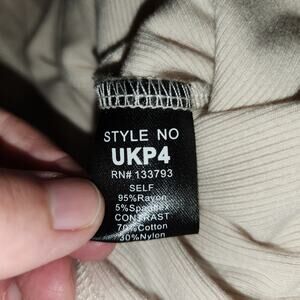 STYLE NO
UKP4
RN# 133793
SELF
95% Rayon
5% Spandex
CONTRAST
70% Cotton
30% Nylon